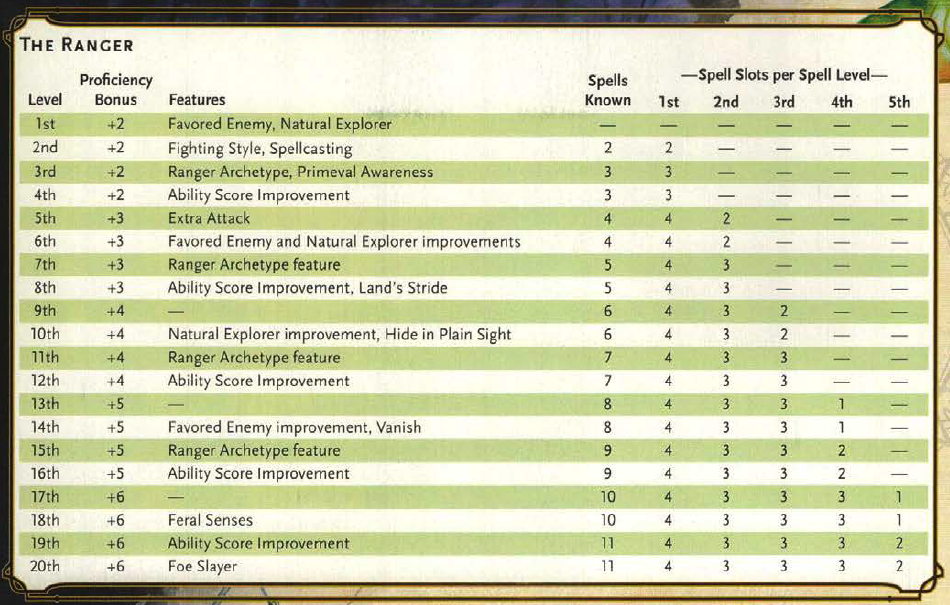 THE RANGER
Proficiency Spells —Spell Slots per Spell Level—
Level Bonus Features Known 1st 2nd 3rd 4th 5th
1st +2 Favored Enemy, Natural Explorer — — — — — —
2nd +2 Fighting Style, Spellcasting 2 2 — — — —
3rd +2 Ranger Archetype, Primeval Awareness 3 3 — — — —
4th +2 Ability Score Improvement 3 3 — — — —
5th +3 Extra Attack 4 4 2 — — —
6th +3 Favored Enemy and Natural Explorer improvements 4 4 2 — — —
7th +3 Ranger Archetype feature 5 4 3 — — —
8th +3 Ability Score Improvement, Land's Stride 5 4 3 — — —
9th +4 — 6 4 3 2 — —
10th +4 Natural Explorer improvement, Hide in Plain Sight 6 4 3 2 — —
11th +4 Ranger Archetype feature 7 4 3 3 — —
12th +4 Ability Score Improvement 7 4 3 3 — —
13th +5 — 8 4 3 3 1 —
14th +5 Favored Enemy improvement, Vanish 8 4 3 3 1 —
15th +5 Ranger Archetype feature 9 4 3 3 2 —
16th +5 Ability Score Improvement 9 4 3 3 2 —
17th +6 — 10 4 3 3 3 1
18th +6 Feral Senses 10 4 3 3 3 1
19th +6 Ability Score Improvement 11 4 3 3 3 2
20th +6 Foe Slayer 11 4 3 3 3 2